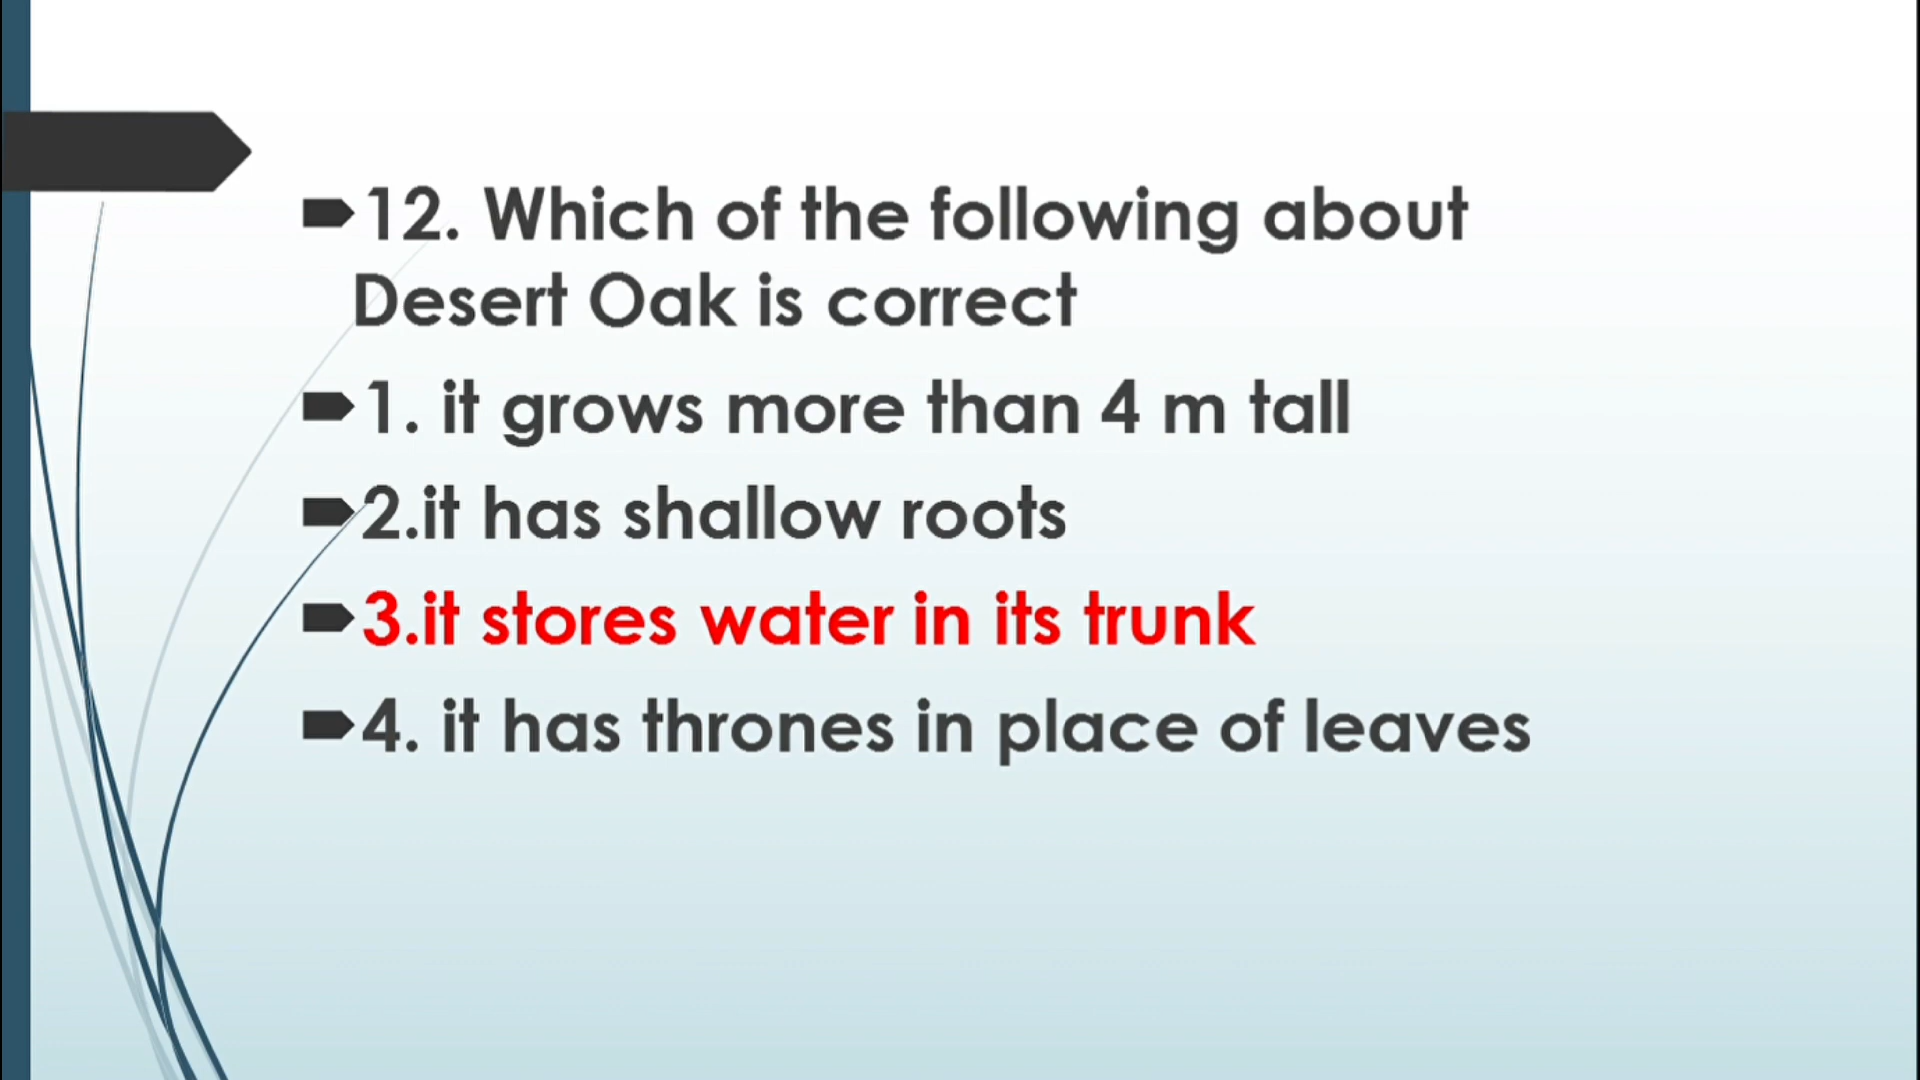 12. Which of the following about
Desert Oak is correct
1. it grows more than 4 m tall
2.it has shallow roots
3.it stores water in its trunk
4. it has thrones in place of leaves